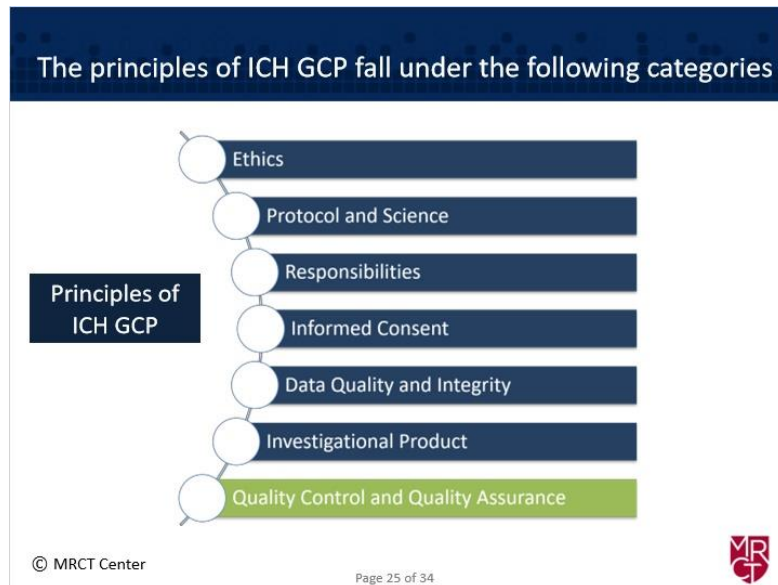 The principles of ICH GCP fall under the following categories
Ethics
Protocol and Science
Responsibilities
Principles of
ICH GCP
Informed Consent
Data Quality and Integrity
Investigational Product
Quality Control and Quality Assurance
© MRCT Center
Page 25 of 34
MR
CT